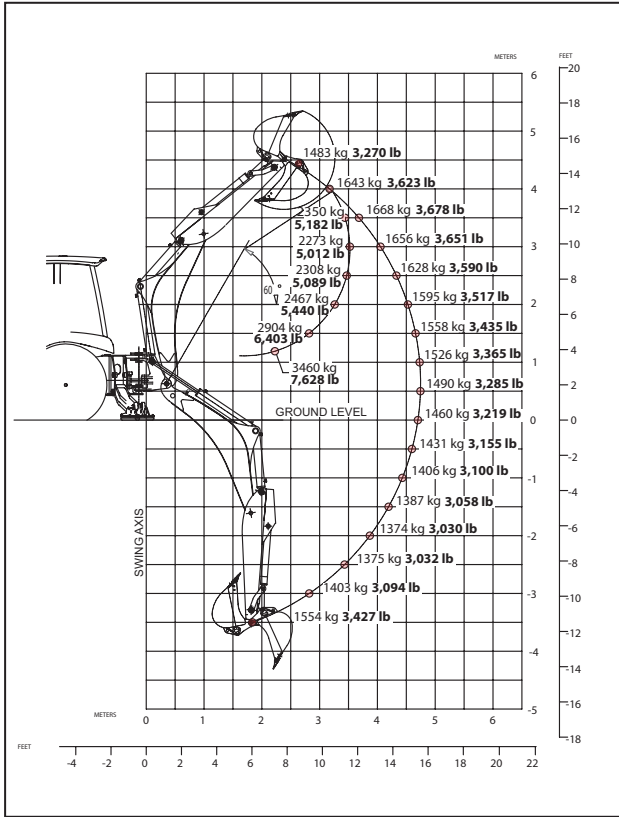 METERS
FEET
6
20
18
16
5
1483 kg 3,270 lb
14
1643 kg 3,623 lb
4
2350 kg
5,182 lb
1668 kg 3,678 lb
12
2273 kg
5,012 lb
1656 kg 3,651 lb
3
10
2308 kg
5,089 lb
1628 kg 3,590 lb
8
60°
2467 kg
5,440 lb
1595 kg 3,517 lb
2
6
2904 kg
6,403 lb
1558 kg 3,435 lb
4
3460 kg
7,628 lb
1526 kg 3,365 lb
1
1490 kg 3,285 lb
2
GROUND LEVEL
1460 kg 3,219 lb
0
0
1431 kg 3,155 lb
-2
1406 kg 3,100 lb
-1
-4
1387 kg 3,058 lb
-6
1374 kg 3,030 lb
-2
SWING AXIS
1375 kg 3,032 lb
-8
1403 kg 3,094 lb
-3
-10
1554 kg 3,427 lb
-12
-4
-14
-16
-5
-18
METERS
0 1 2 3 4 5 6
FEET
-4 -2 0 2 4 6 8 10 12 14 16 18 20 22